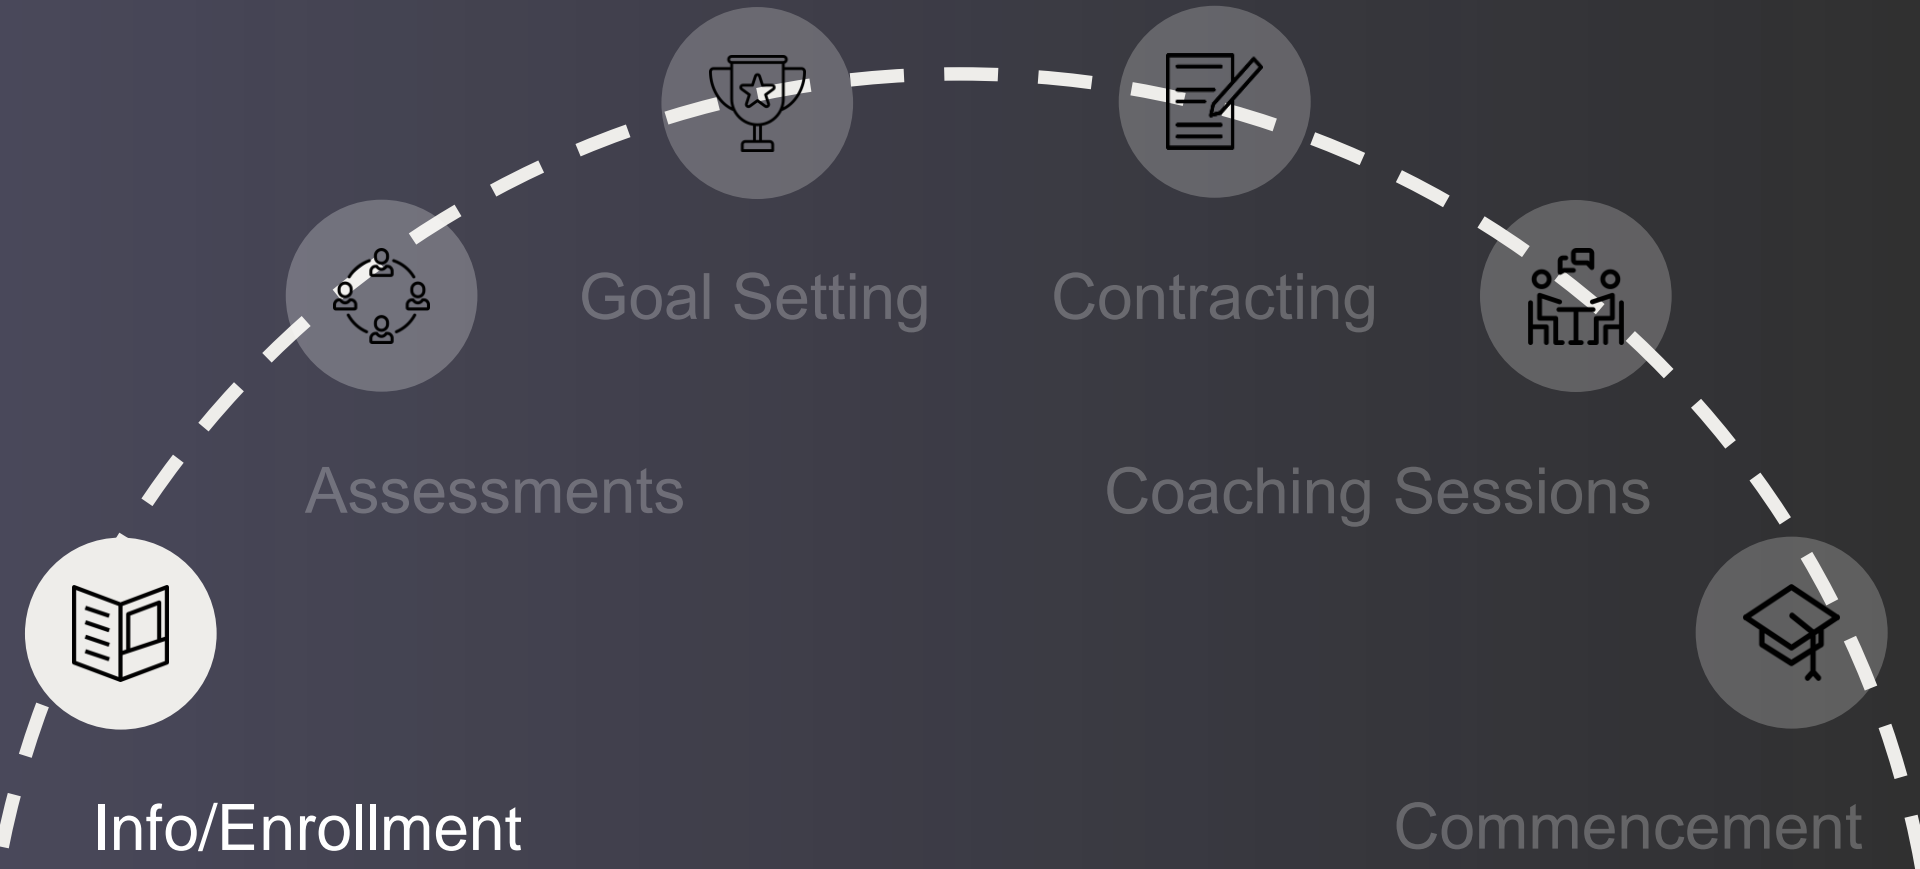 Goal Setting
Contracting
Assessments
Coaching Sessions
Info/Enrollment
Commencement